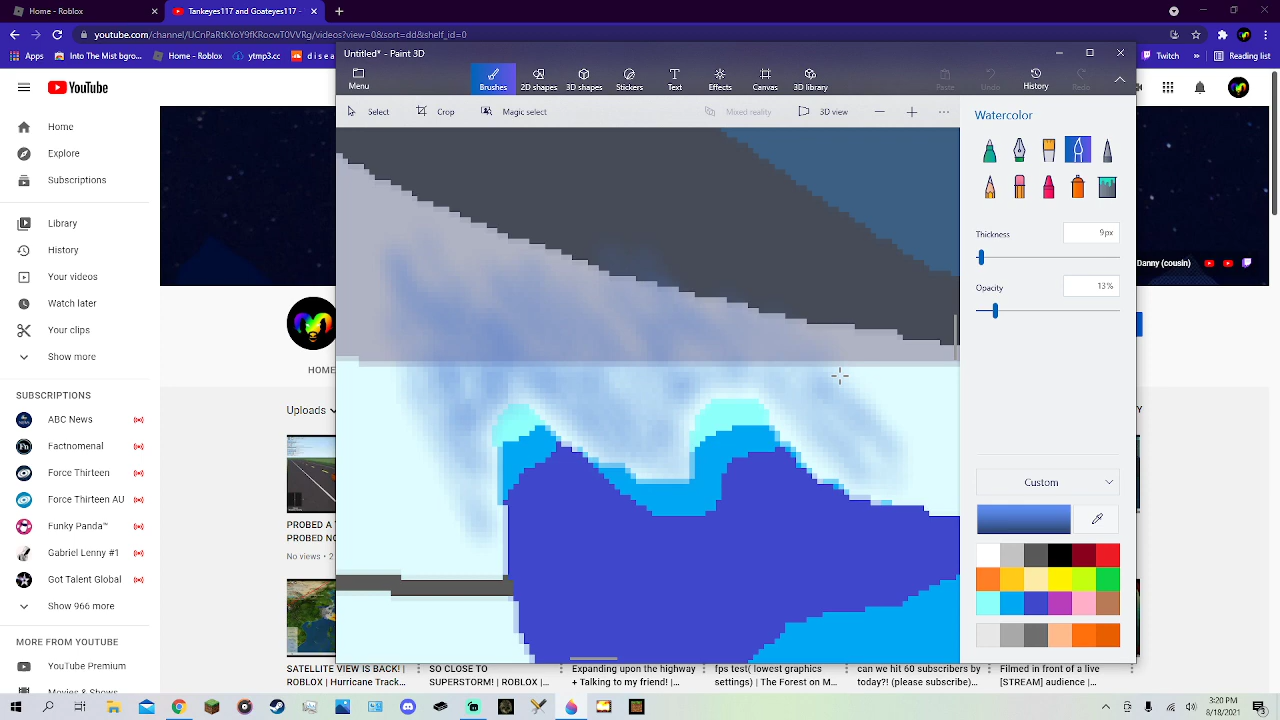 Home - Roblox
Tankeyes117 and Goateyes117 -
youtube.com/channel/UCnPaRtKYoY9fKRocwT0VVRg/videos?view=0&sort=dd&shelf_id=0
Apps
Into The Mist bgro...
Home - Roblox
ytmp3.cc
d i s e a
Twitch
Reading list
Untitled* - Paint 3D
Menu
Brushes
2D shapes
3D shapes
Stickers
Text
Effects
Canvas
3D library
Paste
Undo
History
Redo
Select
Crop
Magic select
Mixed reality
3D view
YouTube
Home
Explore
Subscriptions
Library
History
Your videos
Watch later
Your clips
Show more
SUBSCRIPTIONS
ABC News
Factnomenal
Force Thirteen
Force Thirteen AU
Funky Panda™
Gabriel Lenny #1
Got Talent Global
Show 966 more
MORE FROM YOUTUBE
YouTube Premium
HOME
Uploads
PROBED A
PROBED NO
No views • 2
Watercolor
Thickness
9px
Opacity
13%
Custom
Danny (cousin)
SATELLITE VIEW IS BACK! |
ROBLOX | Hurricane Track...
SO CLOSE TO
SUPERSTORM! | ROBLOX |...
Expanding upon the highway
+ Talking to my friend! |...
fps test( lowest graphics
settings) | The Forest on M...
can we hit 60 subscribers by
today?! (please subscribe)...
Filmed in front of a live
[STREAM] audience |...
3:20 PM
8/18/2021